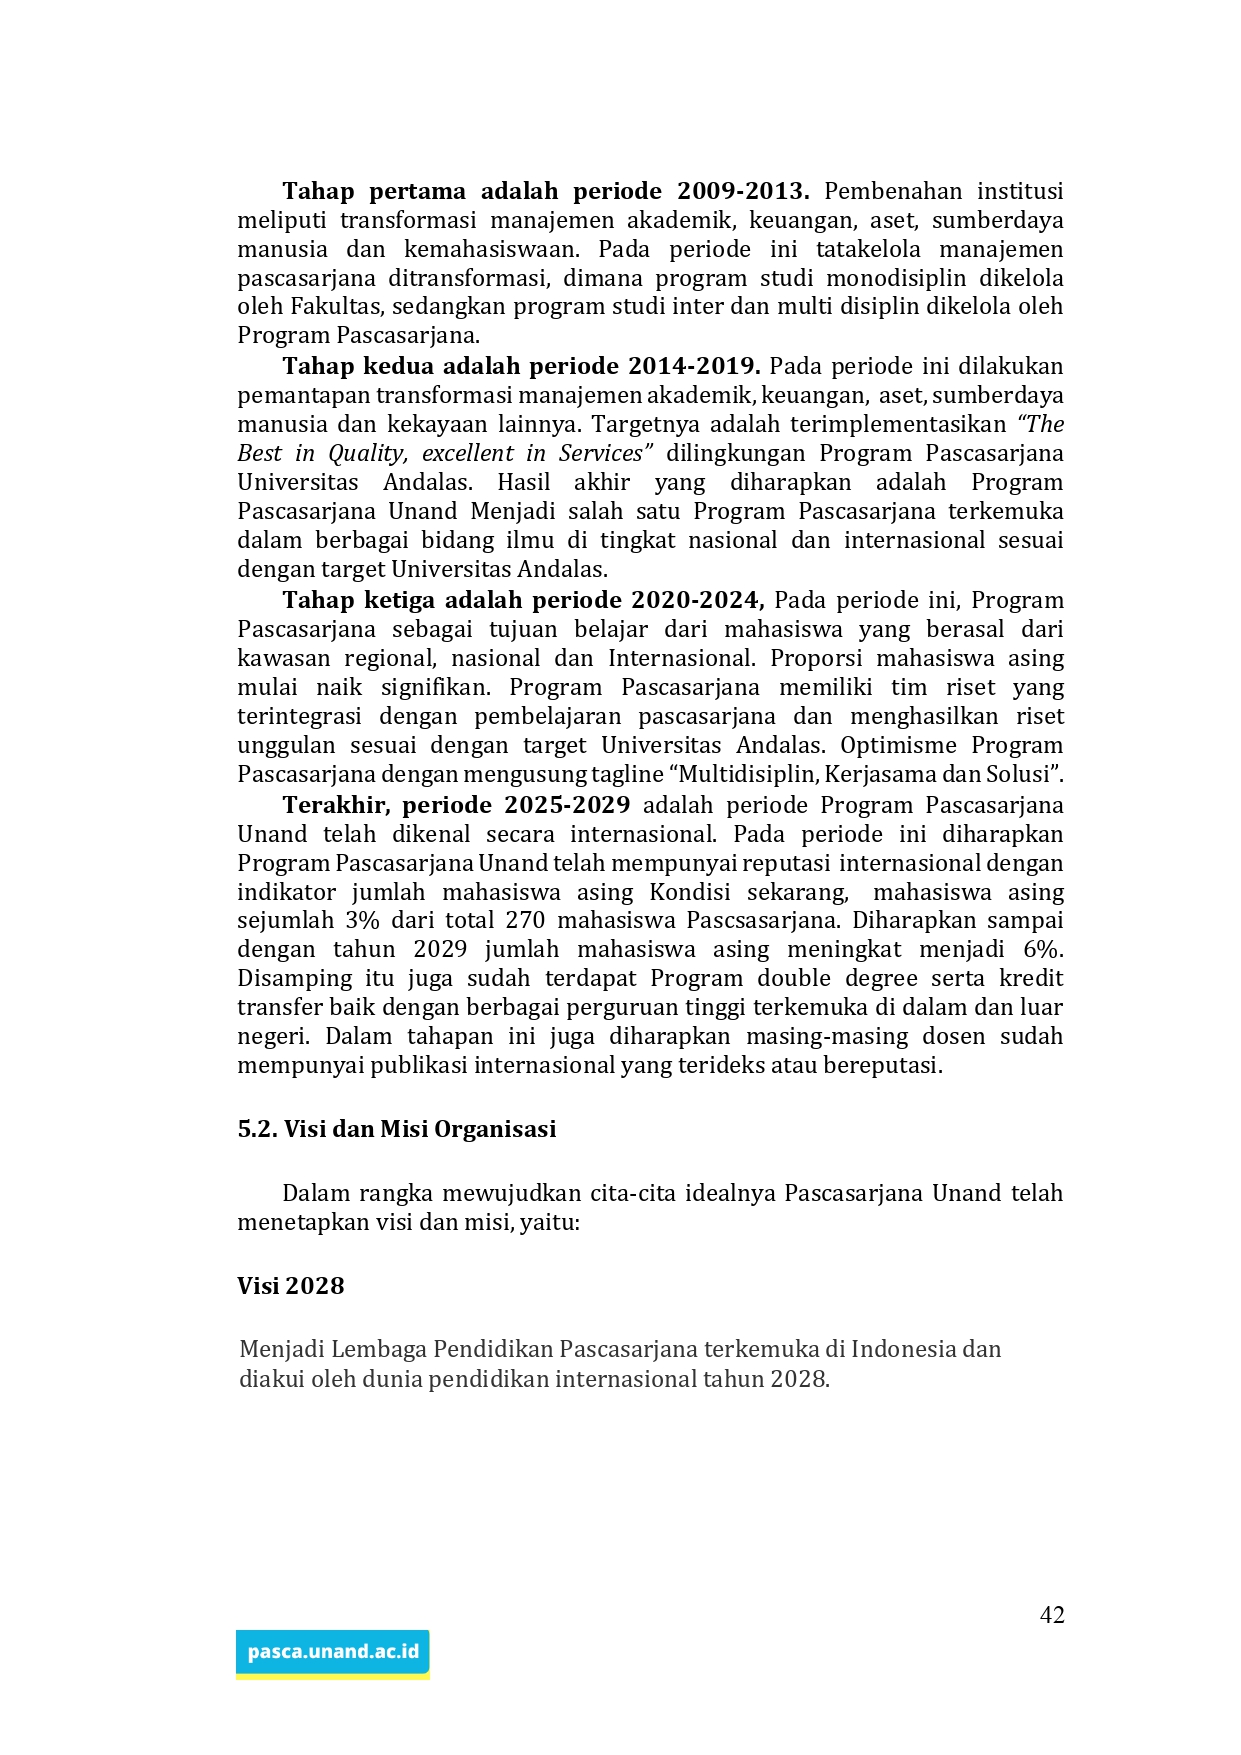 Tahap pertama adalah periode 2009-2013. Pembenahan institusi
meliputi transformasi manajemen akademik, keuangan, aset, sumberdaya
manusia dan kemahasiswaan. Pada periode ini tatakelola manajemen
pascasarjana ditransformasi, dimana program studi monodisiplin dikelola
oleh Fakultas, sedangkan program studi inter dan multi disiplin dikelola oleh
Program Pascasarjana.
Tahap kedua adalah periode 2014-2019. Pada periode ini dilakukan
pemantapan transformasi manajemen akademik, keuangan, aset, sumberdaya
manusia dan kekayaan lainnya. Targetnya adalah terimplementasikan “The
Best in Quality, excellent in Services” dilingkungan Program Pascasarjana
Universitas Andalas. Hasil akhir yang diharapkan adalah Program
Pascasarjana Unand Menjadi salah satu Program Pascasarjana terkemuka
dalam berbagai bidang ilmu di tingkat nasional dan internasional sesuai
dengan target Universitas Andalas.
Tahap ketiga adalah periode 2020-2024, Pada periode ini, Program
Pascasarjana sebagai tujuan belajar dari mahasiswa yang berasal dari
kawasan regional, nasional dan Internasional. Proporsi mahasiswa asing
mulai naik signifikan. Program Pascasarjana memiliki tim riset yang
terintegrasi dengan pembelajaran pascasarjana dan menghasilkan riset
unggulan sesuai dengan target Universitas Andalas. Optimisme Program
Pascasarjana dengan mengusung tagline “Multidisiplin, Kerjasama dan Solusi”.
Terakhir, periode 2025-2029 adalah periode Program Pascasarjana
Unand telah dikenal secara internasional. Pada periode ini diharapkan
Program Pascasarjana Unand telah mempunyai reputasi internasional dengan
indikator jumlah mahasiswa asing Kondisi sekarang, mahasiswa asing
sejumlah 3% dari total 270 mahasiswa Pascsasarjana. Diharapkan sampai
dengan tahun 2029 jumlah mahasiswa asing meningkat menjadi 6%.
Disamping itu juga sudah terdapat Program double degree serta kredit
transfer baik dengan berbagai perguruan tinggi terkemuka di dalam dan luar
negeri. Dalam tahapan ini juga diharapkan masing-masing dosen sudah
mempunyai publikasi internasional yang terideks atau bereputasi.
5.2. Visi dan Misi Organisasi
Dalam rangka mewujudkan cita-cita idealnya Pascasarjana Unand telah
menetapkan visi dan misi, yaitu:
Visi 2028
Menjadi Lembaga Pendidikan Pascasarjana terkemuka di Indonesia dan
diakui oleh dunia pendidikan internasional tahun 2028.
42
pasca.unand.ac.id